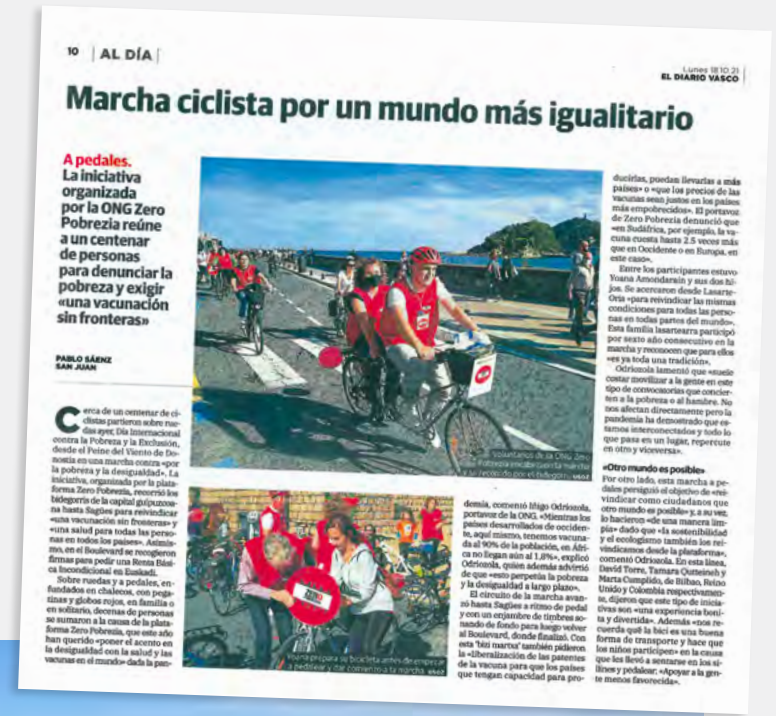 10 | AL DÍA |
Lunes 18.10.21
EL DIARIO VASCO
Marcha ciclista por un mundo más igualitario
A pedales.
La iniciativa
organizada
por la ONG Zero
Pobrezia reúne
a un centenar
de personas
para denunciar la
pobreza y exigir
«una vacunación
sin fronteras»
PABLO SÁENZ
SAN JUAN
Cerca de un centenar de ci-
clistas partieron sobre rue-
das ayer, Día Internacional
contra la Pobreza y la Exclusión,
desde el Peine del Viento de Do-
nostia en una marcha contra «por
la pobreza y la desigualdad». La
iniciativa, organizada por la plata-
forma Zero Pobrezia, recorrió los
bidegorris de la capital guipuzcoa-
na hasta Sagües para reivindicar
«una vacunación sin fronteras» y
«una salud para todas las perso-
nas en todos los países». Asimis-
mo, en el Boulevard se recogieron
firmas para pedir una Renta Bási-
ca Incondicional en Euskadi.
Sobre ruedas y a pedales, en-
fundados en chalecos, con pega-
tinas y globos rojos, en familia o
en solitario, decenas de personas
se sumaron a la causa de la plata-
forma Zero Pobrezia, que este año
han querido «poner el acento en
la desigualdad con la salud y las
vacunas en el mundo» dada la pan-
Voluntarios de la ONG Zero
Pobrezia encabezaron la marcha
y su recorrido por el bidegorri.
ZERO
Ioana prepara su bicicleta antes de empezar
a pedalear y dar comienzo a la marcha.
demia, comentó Iñigo Odriozola,
portavoz de la ONG. «Mientras los
países desarrollados de occiden-
te, aquí mismo, tenemos vacuna-
da al 90% de la población, en Áfri-
ca no llegan aún al 1,8%», explicó
Odriozola, quien además advirtió
de que «esto perpetúa la pobreza
y la desigualdad a largo plazo».
El circuito de la marcha avan-
zó hasta Sagües a ritmo de pedal
y con un enjambre de timbres so-
nando de fondo para luego volver
al Boulevard, donde finalizó. Con
esta 'bizi martxa' también pidieron
la «liberalización de las patentes
de la vacuna para que los países
que tengan capacidad para pro-
ducirlas, puedan llevarlas a más
países» o «que los precios de las
vacunas sean justos en los países
más empobrecidos». El portavoz
de Zero Pobrezia denunció que
«en Sudáfrica, por ejemplo, la va-
cuna cuesta hasta 2.5 veces más
que en Occidente o en Europa, en
este caso».
Entre los participantes estuvo
Yoana Amondarain y sus dos hi-
jos. Se acercaron desde Lasarte-
Oria «para reivindicar las mismas
condiciones para todas las perso-
nas en todas partes del mundo».
Esta familia lasartearra participó
por sexto año consecutivo en la
marcha y reconocen que para ellos
«es ya toda una tradición».
Odriozola lamentó que «suele
costar movilizar a la gente en este
tipo de convocatorias que concier-
ten a la pobreza o al hambre. No
nos afectan directamente pero la
pandemia ha demostrado que es-
tamos interconectados y todo lo
que pasa en un lugar, repercute
en otro y viceversa».
«Otro mundo es posible»
Por otro lado, esta marcha a pe-
dales persiguió el objetivo de «rei-
vindicar como ciudadanos que
otro mundo es posible» y, a su vez,
lo hacieron «de una manera lim-
pia» dado que «la sostenibilidad
y el ecologismo también los rei-
vindicamos desde la plataforma»,
comentó Odriozola. En esta línea,
David Torre, Tamara Qurseineh y
Marta Cumplido, de Bilbao, Reino
Unido y Colombia respectivamen-
te, dijeron que este tipo de inicia-
tivas son «una experiencia boni-
ta y divertida». Además «nos re-
cuerda que la bici es una buena
forma de transporte y hace que
los niños participen» en la causa
que les llevó a sentarse en los si-
llines y pedalear: «Apoyar a la gen-
te menos favorecida».